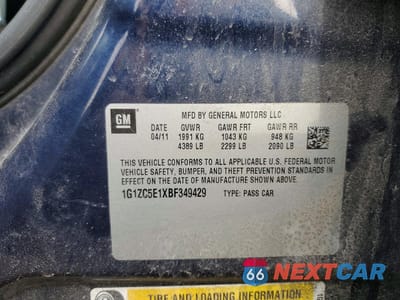 GM
MFD BY GENERAL MOTORS LLC
DATE GVWR GAWR FRT GAWR RR
04/11 1991 KG 1043 KG 948 KG
4389 LB 2299 LB 2090 LB
THIS VEHICLE CONFORMS TO ALL APPLICABLE U.S. FEDERAL MOTOR
VEHICLE SAFETY, BUMPER, AND THEFT PREVENTION STANDARDS
IN EFFECT ON THE DATE OF MANUFACTURE SHOWN ABOVE.
1G1ZC5E1XBF349429 TYPE: PASS CAR
66 NEXTCAR
TIRE AND LOADING INFORMATION